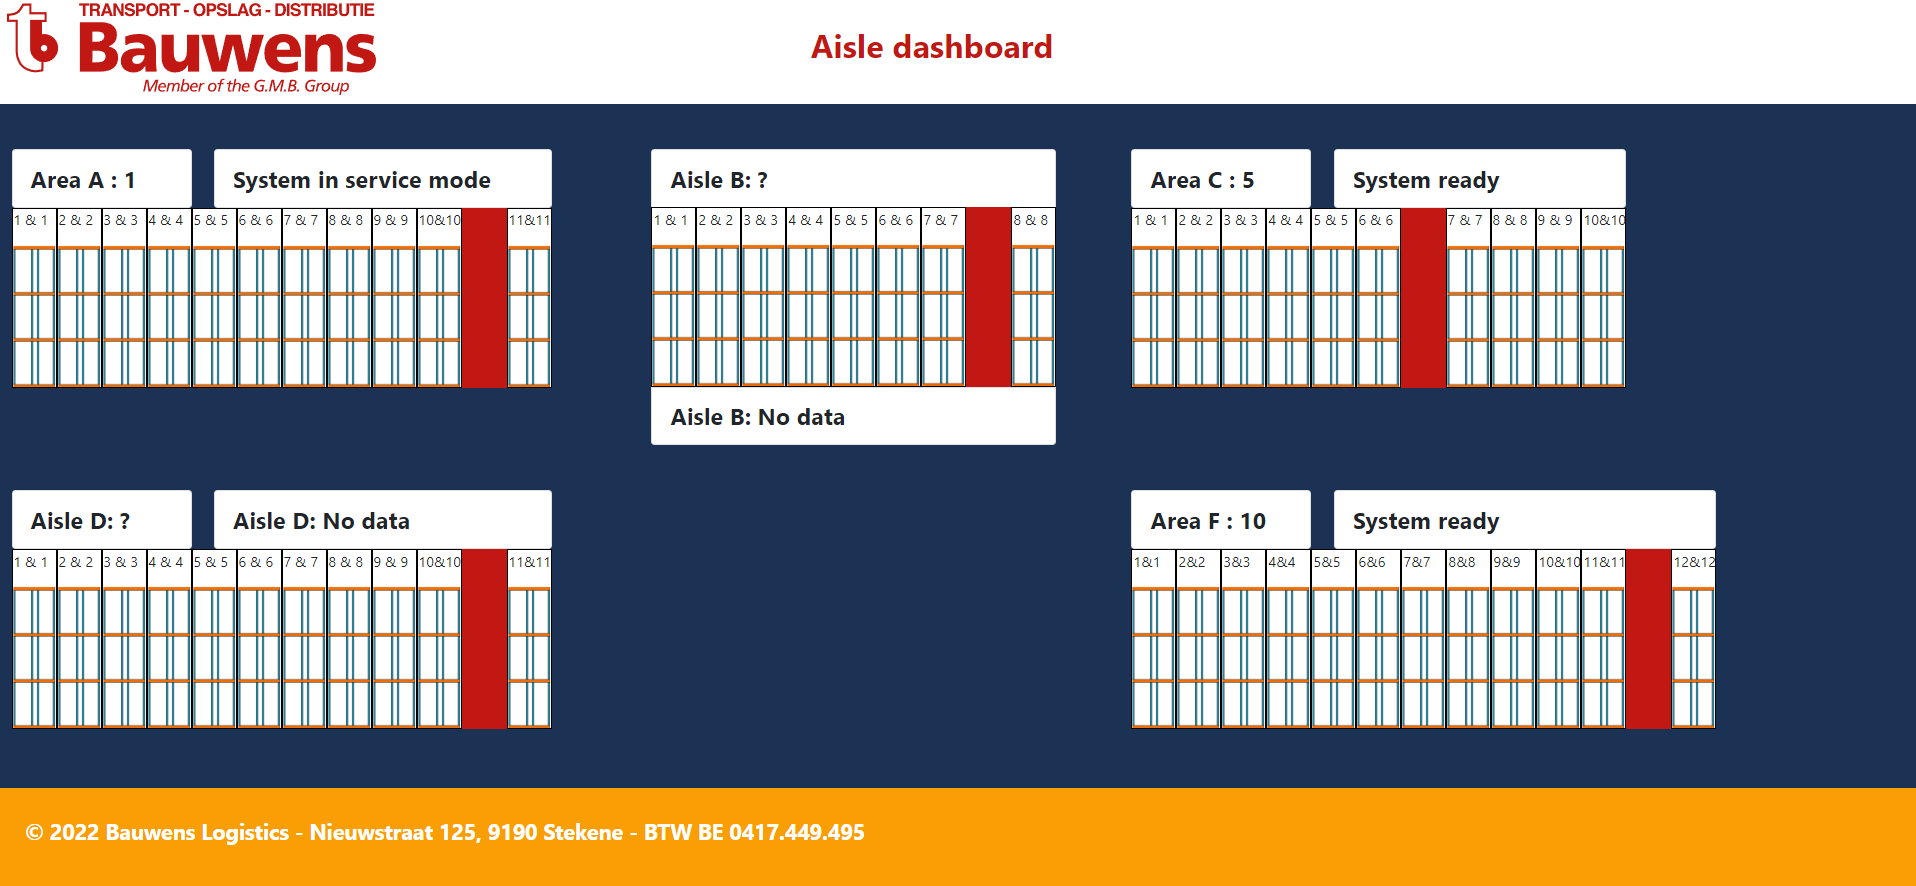 TRANSPORT - OPSLAG - DISTRIBUTIE
tb Bauwens
Member of the G.M.B. Group
Aisle dashboard
Area A : 1
System in service mode
1 & 1 2 & 2 3 & 3 4 & 4 5 & 5 6 & 6 7 & 7 8 & 8 9 & 9 10&10 11&11
Aisle B: ?
1 & 1 2 & 2 3 & 3 4 & 4 5 & 5 6 & 6 7 & 7 8 & 8
Aisle B: No data
Area C : 5
System ready
1 & 1 2 & 2 3 & 3 4 & 4 5 & 5 6 & 6 7 & 7 8 & 8 9 & 9 10&10
Aisle D: ?
Aisle D: No data
1 & 1 2 & 2 3 & 3 4 & 4 5 & 5 6 & 6 7 & 7 8 & 8 9 & 9 10&10 11&11
Area F : 10
System ready
1&1 2&2 3&3 4&4 5&5 6&6 7&7 8&8 9&9 10&10 11&11 12&12
© 2022 Bauwens Logistics - Nieuwstraat 125, 9190 Stekene - BTW BE 0417.449.495